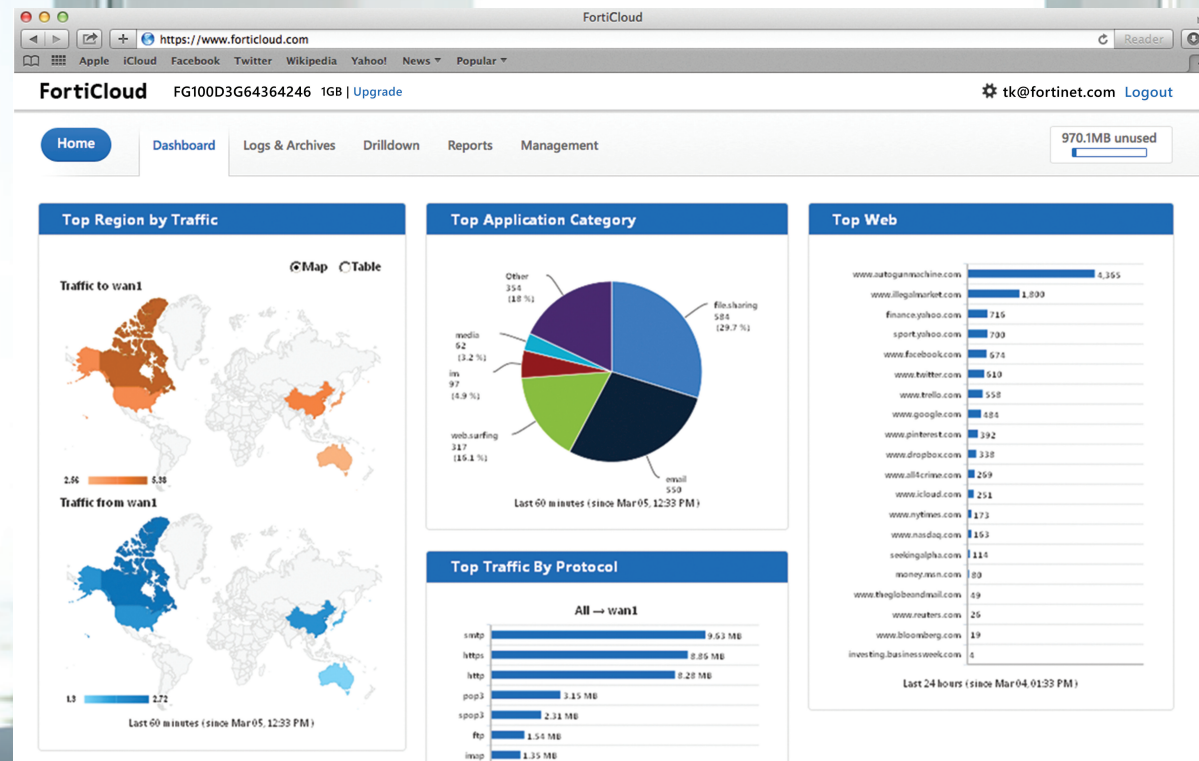 FortiCloud
https://www.forticloud.com
Reader
Apple iCloud Facebook Twitter Wikipedia Yahoo! News Popular
FortiCloud FG100D3G64364246 1GB | Upgrade
tk@fortinet.com Logout
Home Dashboard Logs & Archives Drilldown Reports Management
970.1MB unused
Top Region by Traffic
Map Table
Traffic to wan1
2.56 5.38
Traffic from wan1
1.3 2.72
Last 60 minutes (since Mar 05, 12:33 PM)
Top Application Category
Other
354
(18 %)
file.sharing
584
(29.7 %)
media
62
(3.2 %)
im
97
(4.9 %)
web.surfing
317
(16.1 %)
email
550
Last 60 minutes (since Mar 05, 12:33 PM)
Top Traffic By Protocol
All → wan1
smtp 9.63 MB
https 8.86 MB
http 8.28 MB
pop3 3.15 MB
spop3 2.31 MB
ftp 1.54 MB
imap 1.35 MB
Top Web
www.autogunmachine.com 4,365
www.illegalmarket.com 1,800
finance.yahoo.com 716
sport.yahoo.com 700
www.facebook.com 674
www.twitter.com 610
www.trello.com 558
www.google.com 484
www.pinterest.com 392
www.dropbox.com 338
www.all4crime.com 269
www.icloud.com 251
www.nytimes.com 173
www.nasdaq.com 163
seekingalpha.com 114
money.msn.com 80
www.theglobeandmail.com 49
www.reuters.com 26
www.bloomberg.com 19
investing.businessweek.com 4
Last 24 hours (since Mar 04, 01:33 PM)